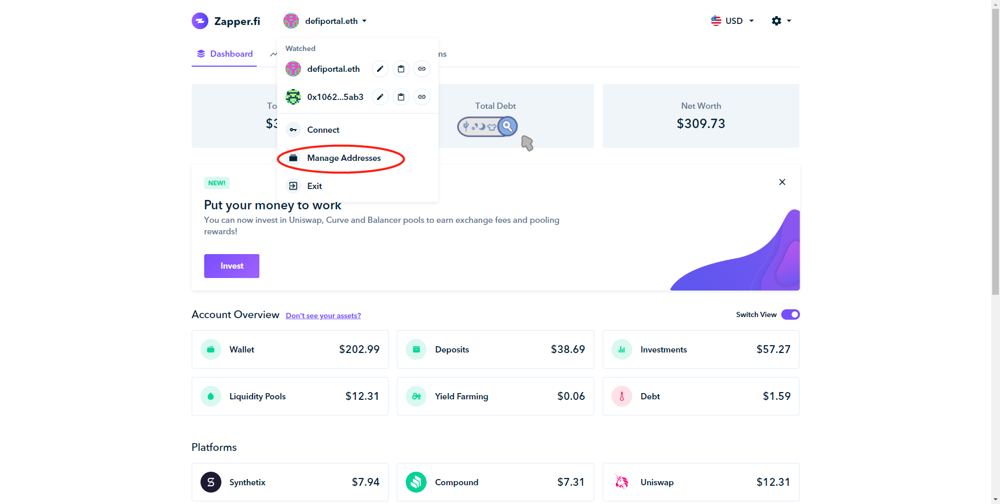 Zapper.fi
defiportal.eth
USD
Dashboard
ns
Watched
defiportal.eth
0x1062...5ab3
Connect
Manage Addresses
Exit
To
$3
Total Debt
Net Worth
$309.73
NEW!
Put your money to work
You can now invest in Uniswap, Curve and Balancer pools to earn exchange fees and pooling
rewards!
Invest
Account Overview
Don't see your assets?
Switch View
Wallet
$202.99
Deposits
$38.69
Investments
$57.27
Liquidity Pools
$12.31
Yield Farming
$0.06
Debt
$1.59
Platforms
Synthetix
$7.94
Compound
$7.31
Uniswap
$12.31